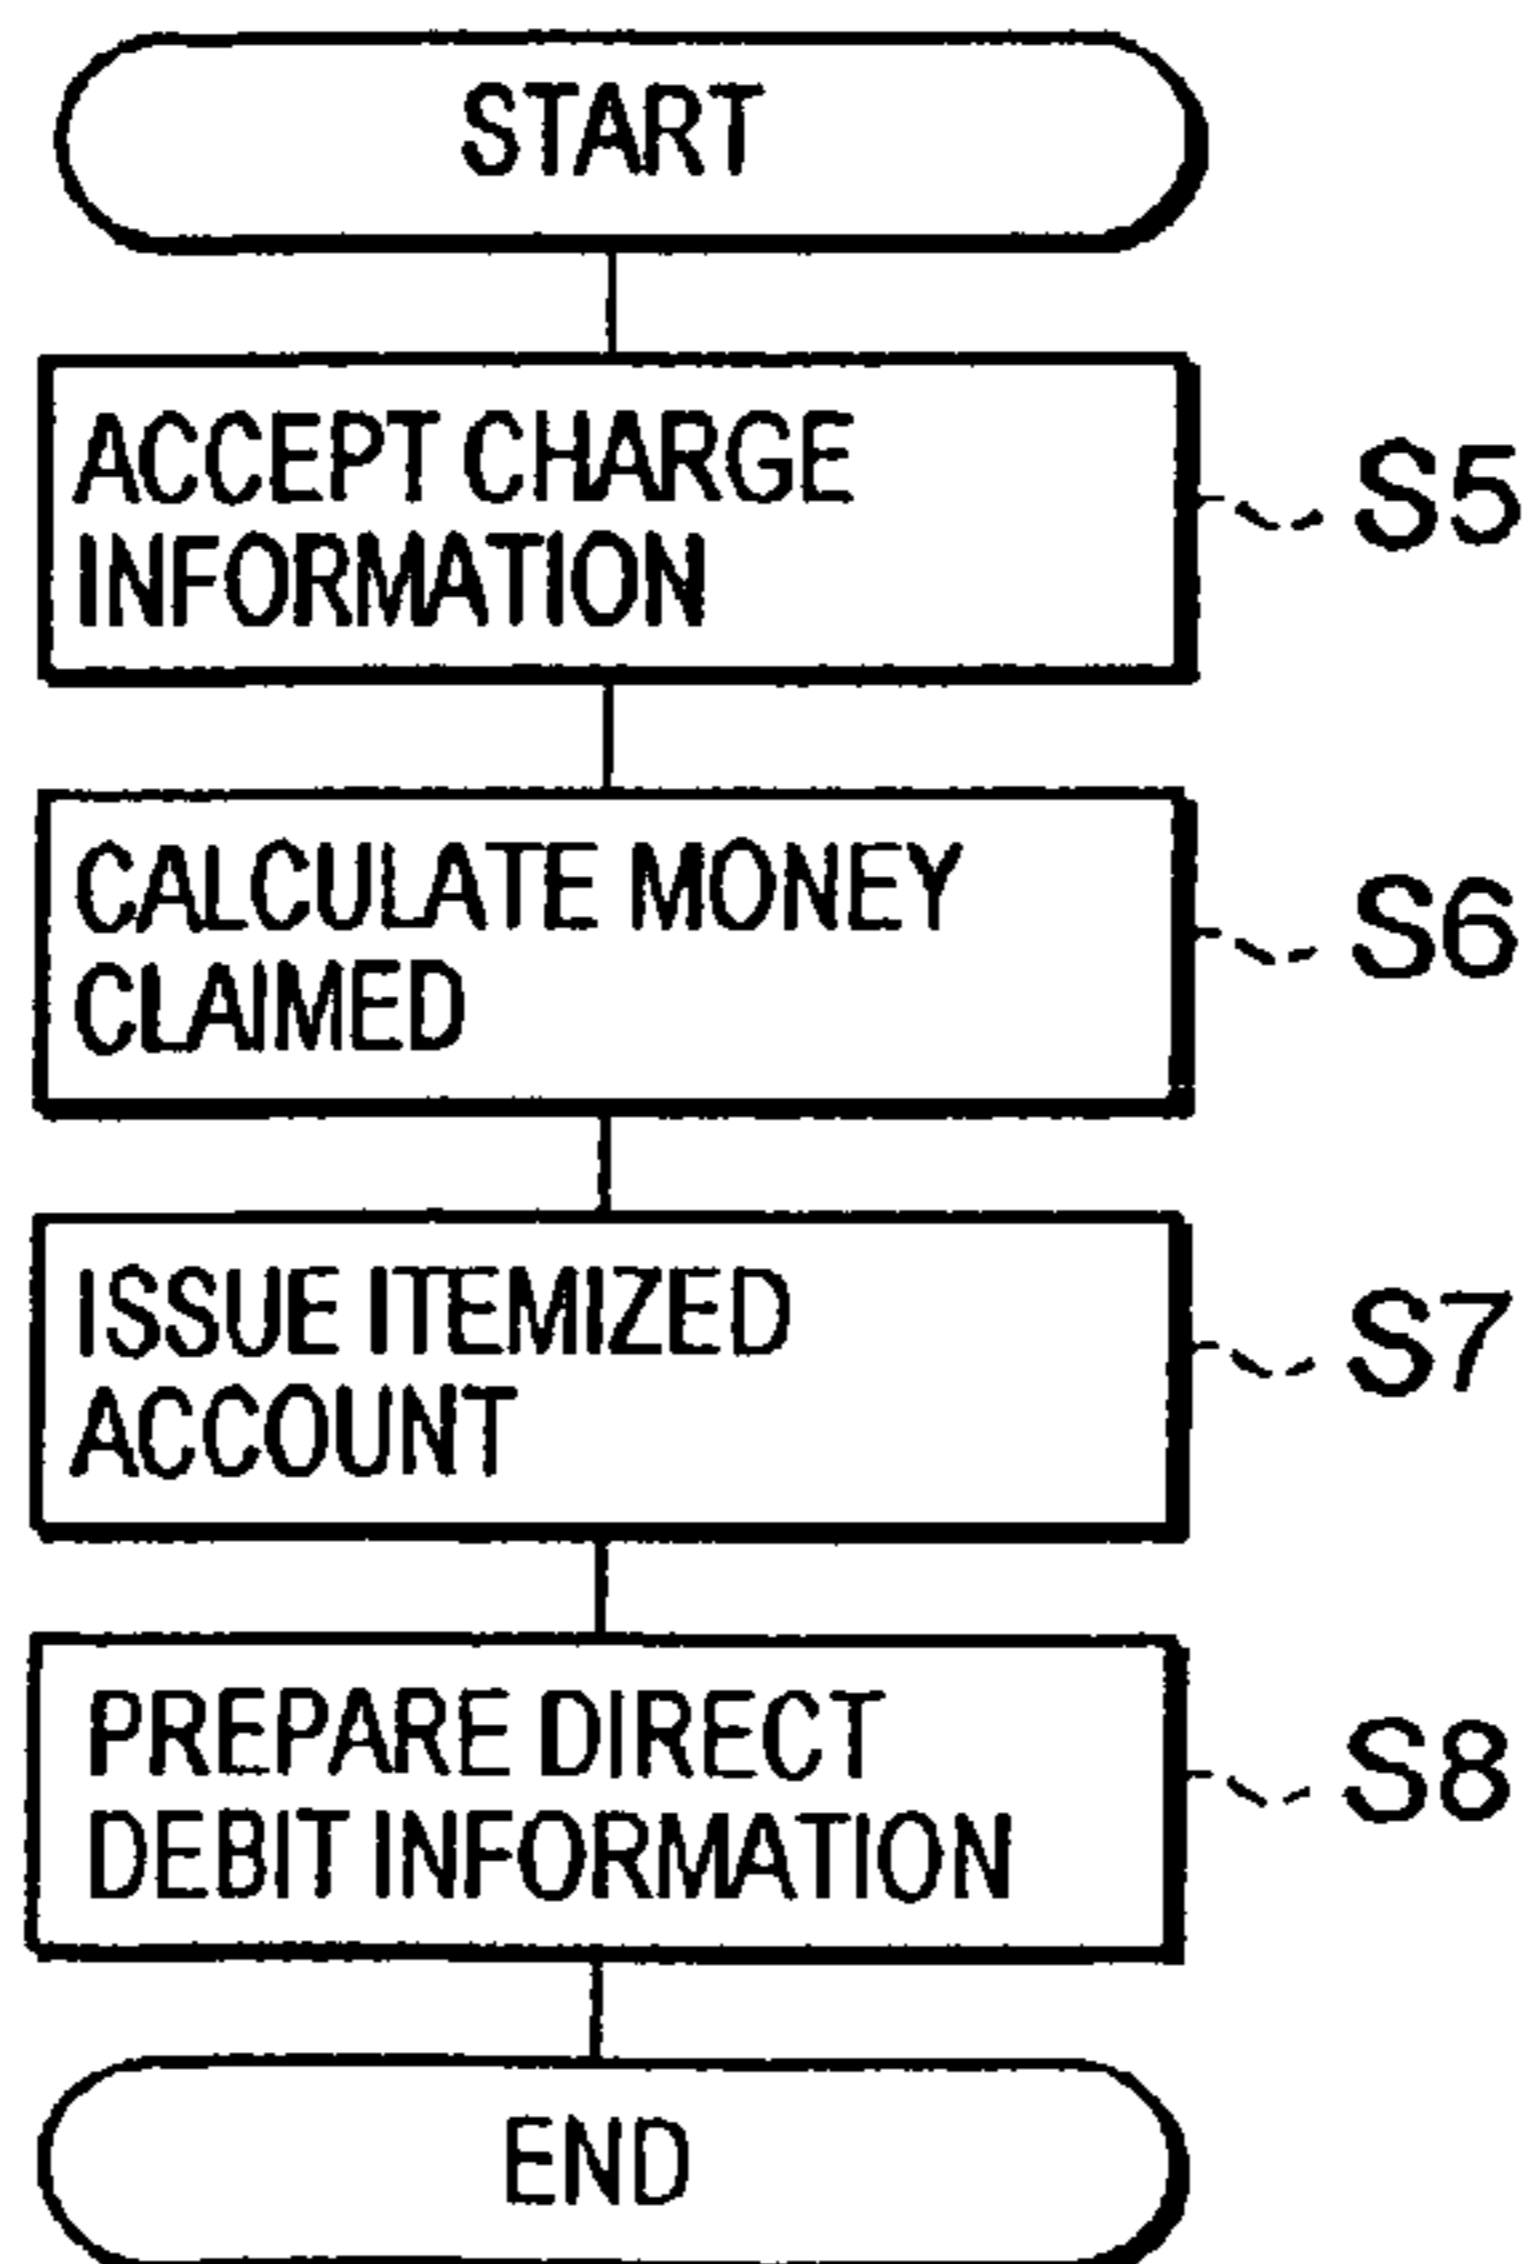 START
ACCEPT CHARGE
INFORMATION
S5
CALCULATE MONEY
CLAIMED
S6
ISSUE ITEMIZED
ACCOUNT
S7
PREPARE DIRECT
DEBIT INFORMATION
S8
END